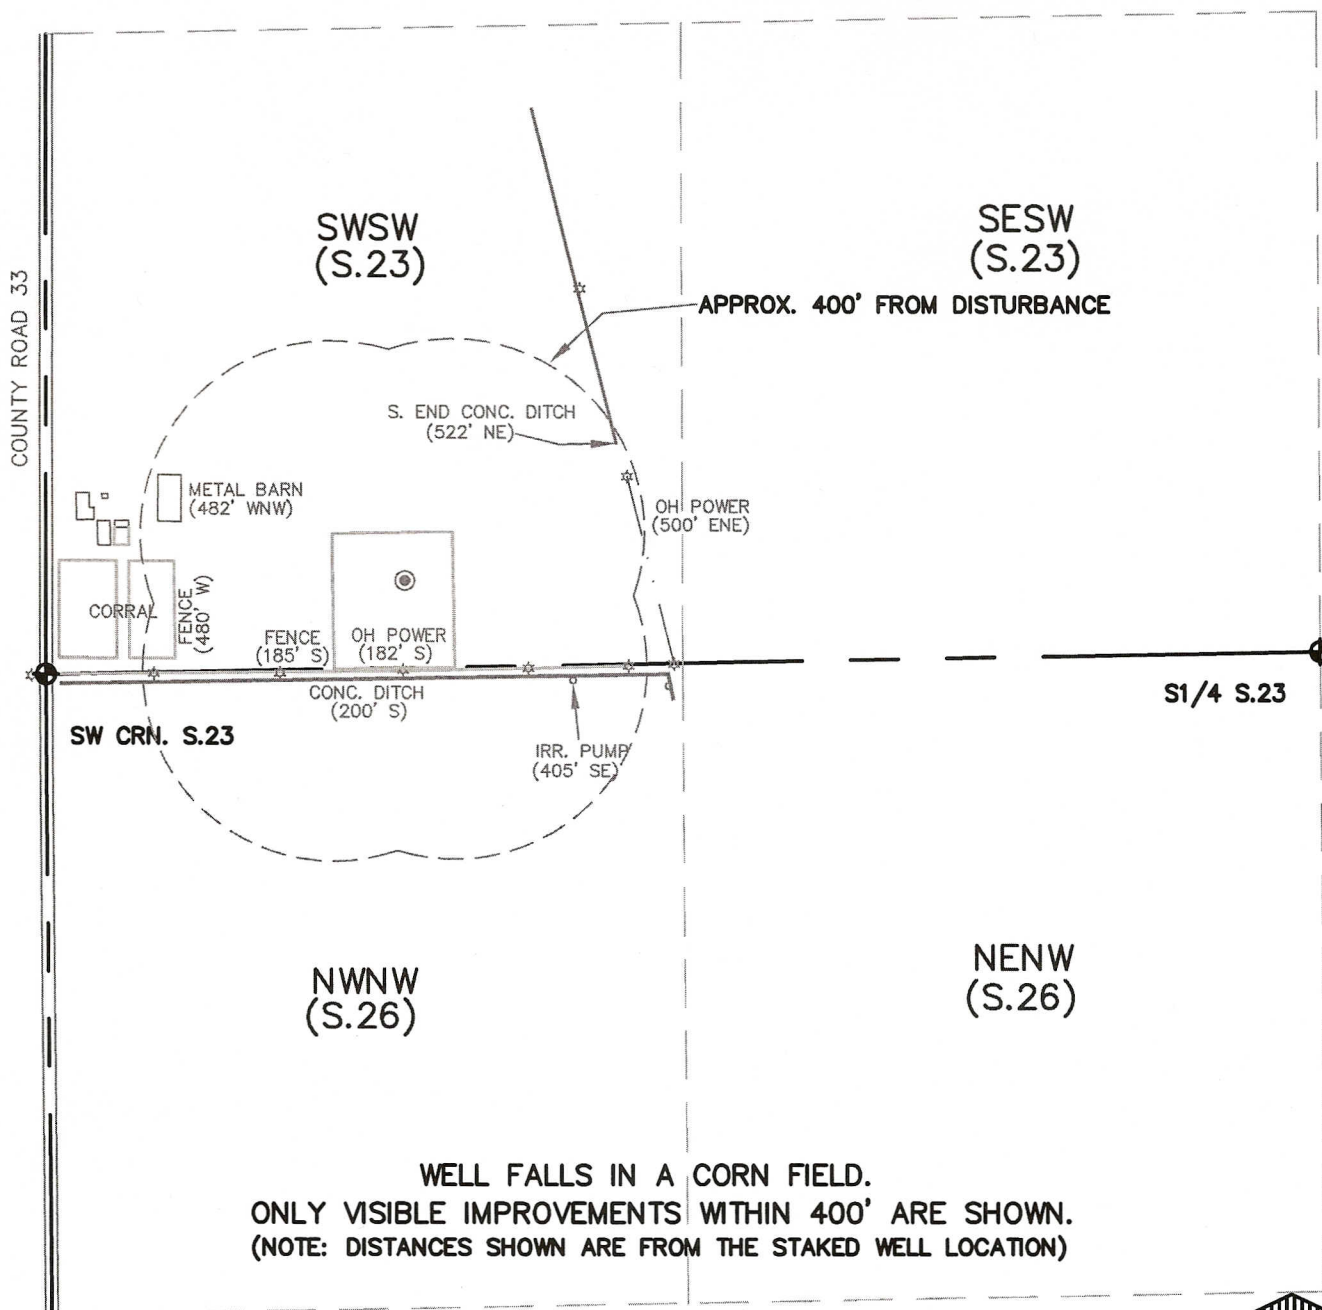 SWSW
(S.23)
SESW
(S.23)
COUNTY ROAD 33
APPROX. 400' FROM DISTURBANCE
S. END CONC. DITCH
(522' NE)
METAL BARN
(482' WNW)
OH POWER
(500' ENE)
CORRAL
FENCE
(480' W)
FENCE
(185' S)
OH POWER
(182' S)
CONC. DITCH
(200' S)
SW CRN. S.23
S1/4 S.23
IRR. PUMP
(405' SE)
NWNW
(S.26)
NENW
(S.26)
WELL FALLS IN A CORN FIELD.
ONLY VISIBLE IMPROVEMENTS WITHIN 400' ARE SHOWN.
(NOTE: DISTANCES SHOWN ARE FROM THE STAKED WELL LOCATION)